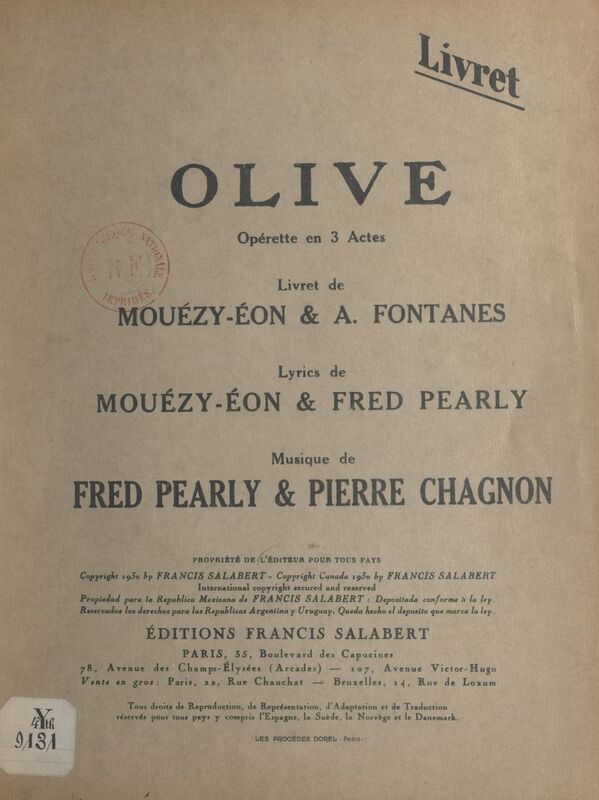 Livret
OLIVE
Opérette en 3 Actes
Livret de
MOUÉZY-ÉON & A. FONTANES
Lyrics de
MOUÉZY-ÉON & FRED PEARLY
Musique de
FRED PEARLY & PIERRE CHAGNON
PROPRIÉTÉ DE L'ÉDITEUR POUR TOUS PAYS
Copyright 1930 by FRANCIS SALABERT - Copyright Canada 1930 by FRANCIS SALABERT
International copyright secured and reserved
Propiedad para la Republica Mexicana de FRANCIS SALABERT : Depositada conforme à la ley.
Reservados los derechos para las Republicas Argentina y Uruguay. Queda hecho el deposito que marca la ley.
ÉDITIONS FRANCIS SALABERT
PARIS, 35, Boulevard des Capucines
78, Avenue des Champs-Élysées (Arcades) — 107, Avenue Victor-Hugo
Vente en gros : Paris, 22, Rue Chauchat — Bruxelles, 14, Rue de Loxum
Tous droits de Reproduction, de Représentation, d'Adaptation et de Traduction
réservés pour tous pays y compris l'Espagne, la Suède, la Norvège et le Danemark.
LES PROCÉDÉS DOREL - PARIS -
NATIONALE
IMPRIMÉS
4 Yth
9131